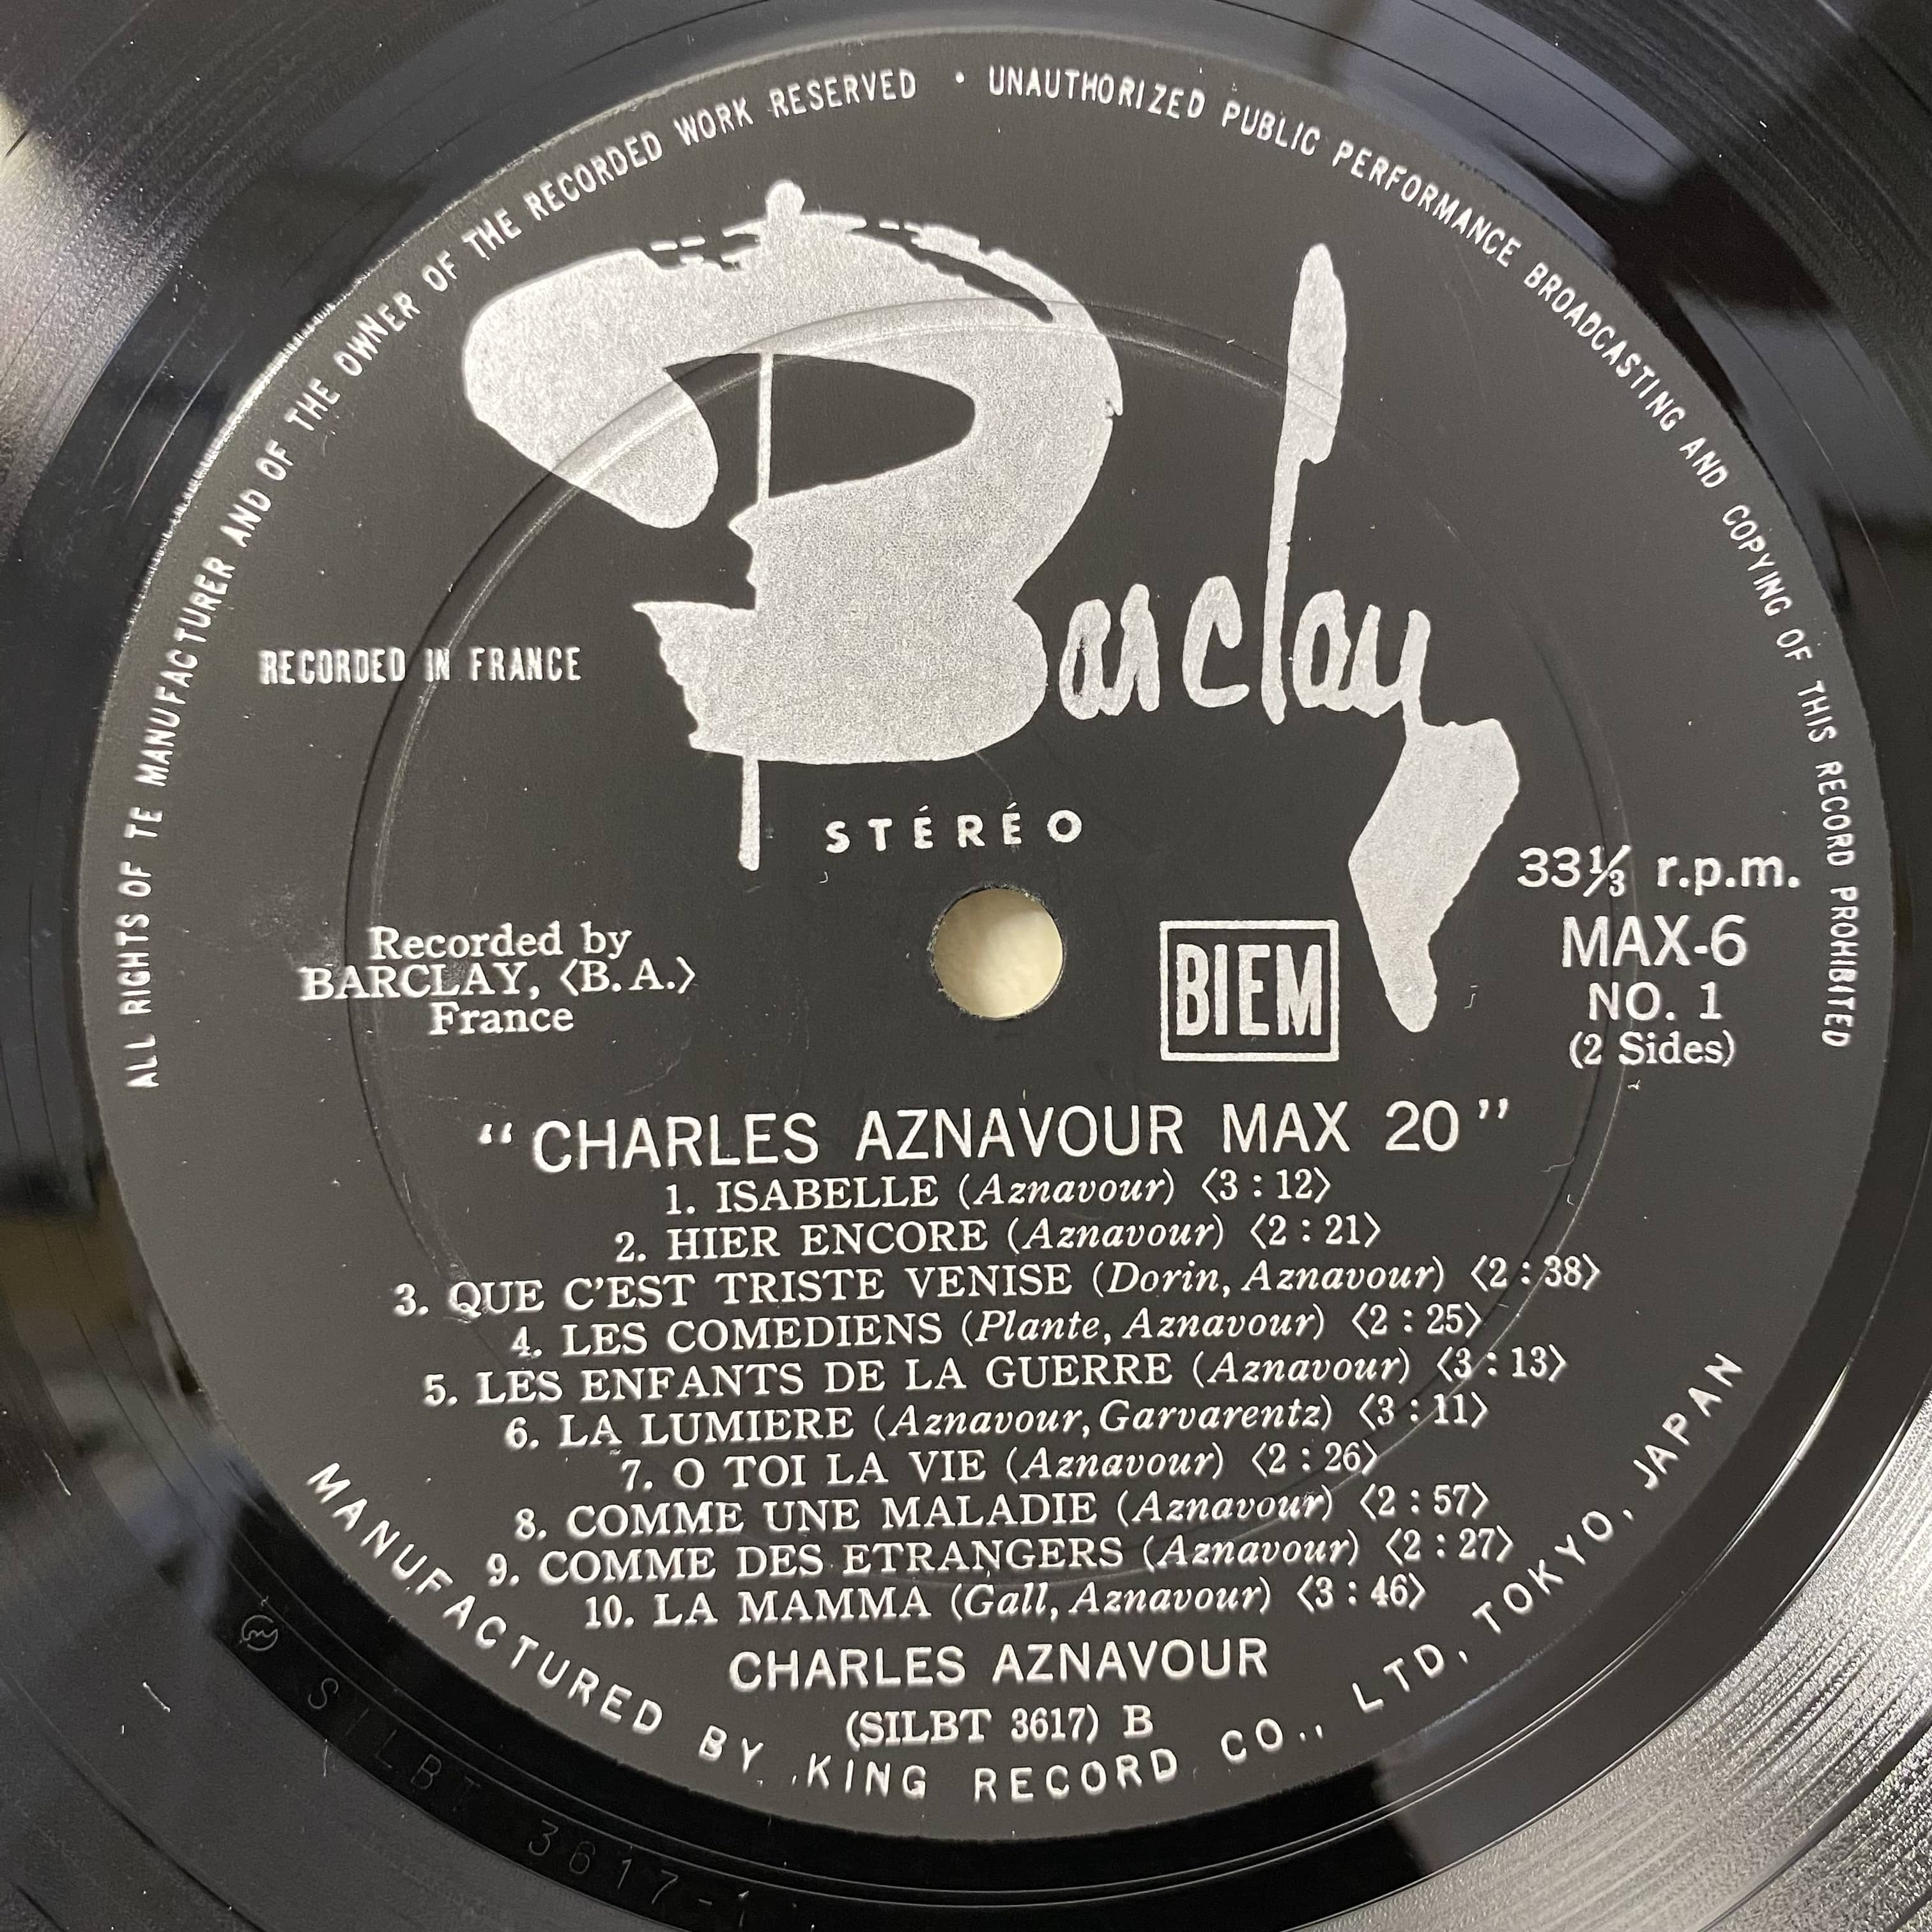 ALL RIGHTS OF TE MANUFACTURER AND OF THE OWNER OF THE RECORDED WORK RESERVED • UNAUTHORIZED PUBLIC PERFORMANCE BROADCASTING AND COPYING OF THIS RECORD PROHIBITED
Barclay
RECORDED IN FRANCE
STÉRÉO
33⅓ r.p.m.
MAX-6
NO. 1
(2 Sides)
Recorded by
BARCLAY, 〈B.A.〉
France
BIEM
“CHARLES AZNAVOUR MAX 20”
1. ISABELLE (Aznavour) 〈3:12〉
2. HIER ENCORE (Aznavour) 〈2:21〉
3. QUE C'EST TRISTE VENISE (Dorin, Aznavour) 〈2:38〉
4. LES COMEDIENS (Plante, Aznavour) 〈2:25〉
5. LES ENFANTS DE LA GUERRE (Aznavour) 〈3:13〉
6. LA LUMIERE (Aznavour, Garvarentz) 〈3:11〉
7. O TOI LA VIE (Aznavour) 〈2:26〉
8. COMME UNE MALADIE (Aznavour) 〈2:57〉
9. COMME DES ETRANGERS (Aznavour) 〈2:27〉
10. LA MAMMA (Gall, Aznavour) 〈3:46〉
CHARLES AZNAVOUR
(SILBT 3617) B
MANUFACTURED BY KING RECORD CO., LTD, TOKYO, JAPAN
SILBT 3617-1